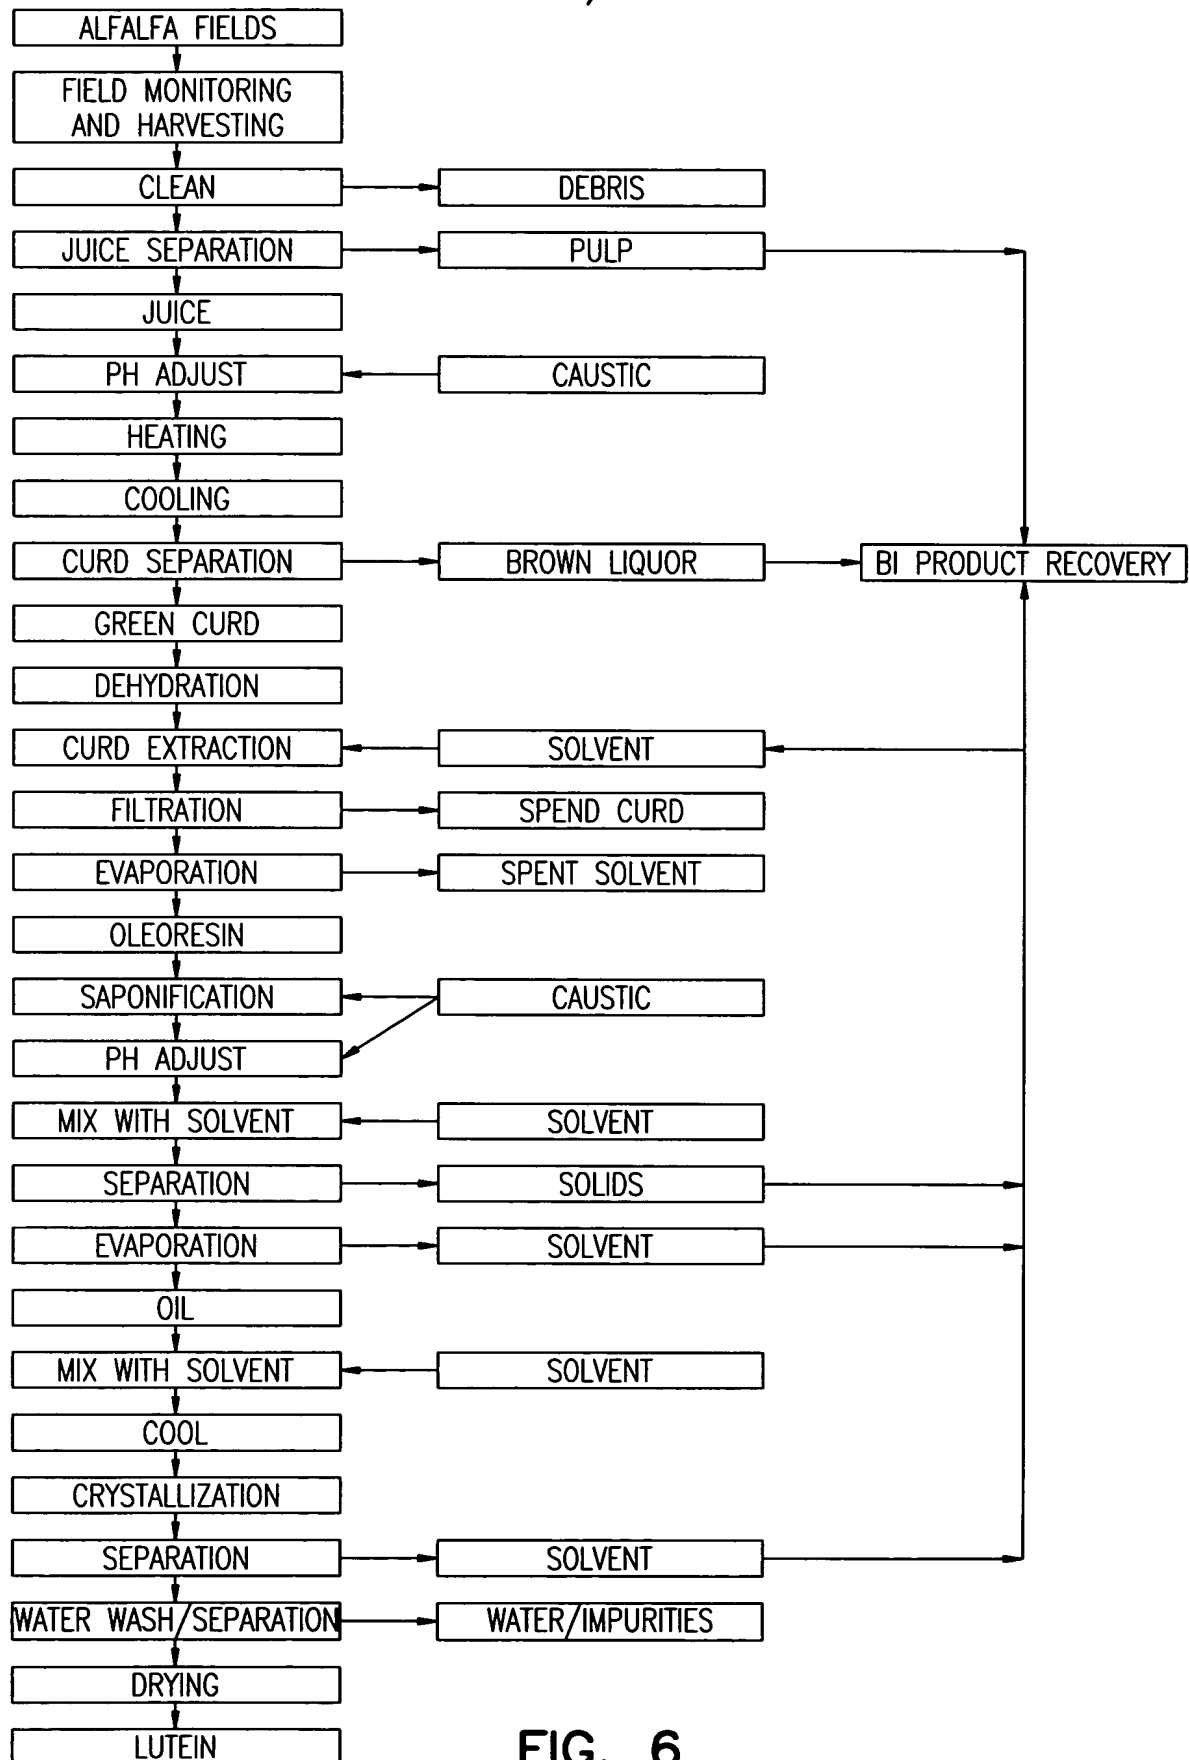 ALFALFA FIELDS
FIELD MONITORING
AND HARVESTING
CLEAN
DEBRIS
JUICE SEPARATION
PULP
JUICE
PH ADJUST
CAUSTIC
HEATING
COOLING
CURD SEPARATION
BROWN LIQUOR
BI PRODUCT RECOVERY
GREEN CURD
DEHYDRATION
CURD EXTRACTION
SOLVENT
FILTRATION
SPEND CURD
EVAPORATION
SPENT SOLVENT
OLEORESIN
SAPONIFICATION
CAUSTIC
PH ADJUST
MIX WITH SOLVENT
SOLVENT
SEPARATION
SOLIDS
EVAPORATION
SOLVENT
OIL
MIX WITH SOLVENT
SOLVENT
COOL
CRYSTALLIZATION
SEPARATION
SOLVENT
WATER WASH/SEPARATION
WATER/IMPURITIES
DRYING
LUTEIN
FIG. 6